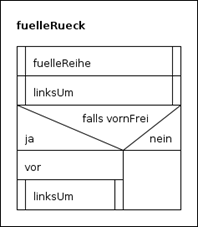 fuelleRueck
fuelleReihe
linksUm
falls vornFrei
ja nein
vor
linksUm